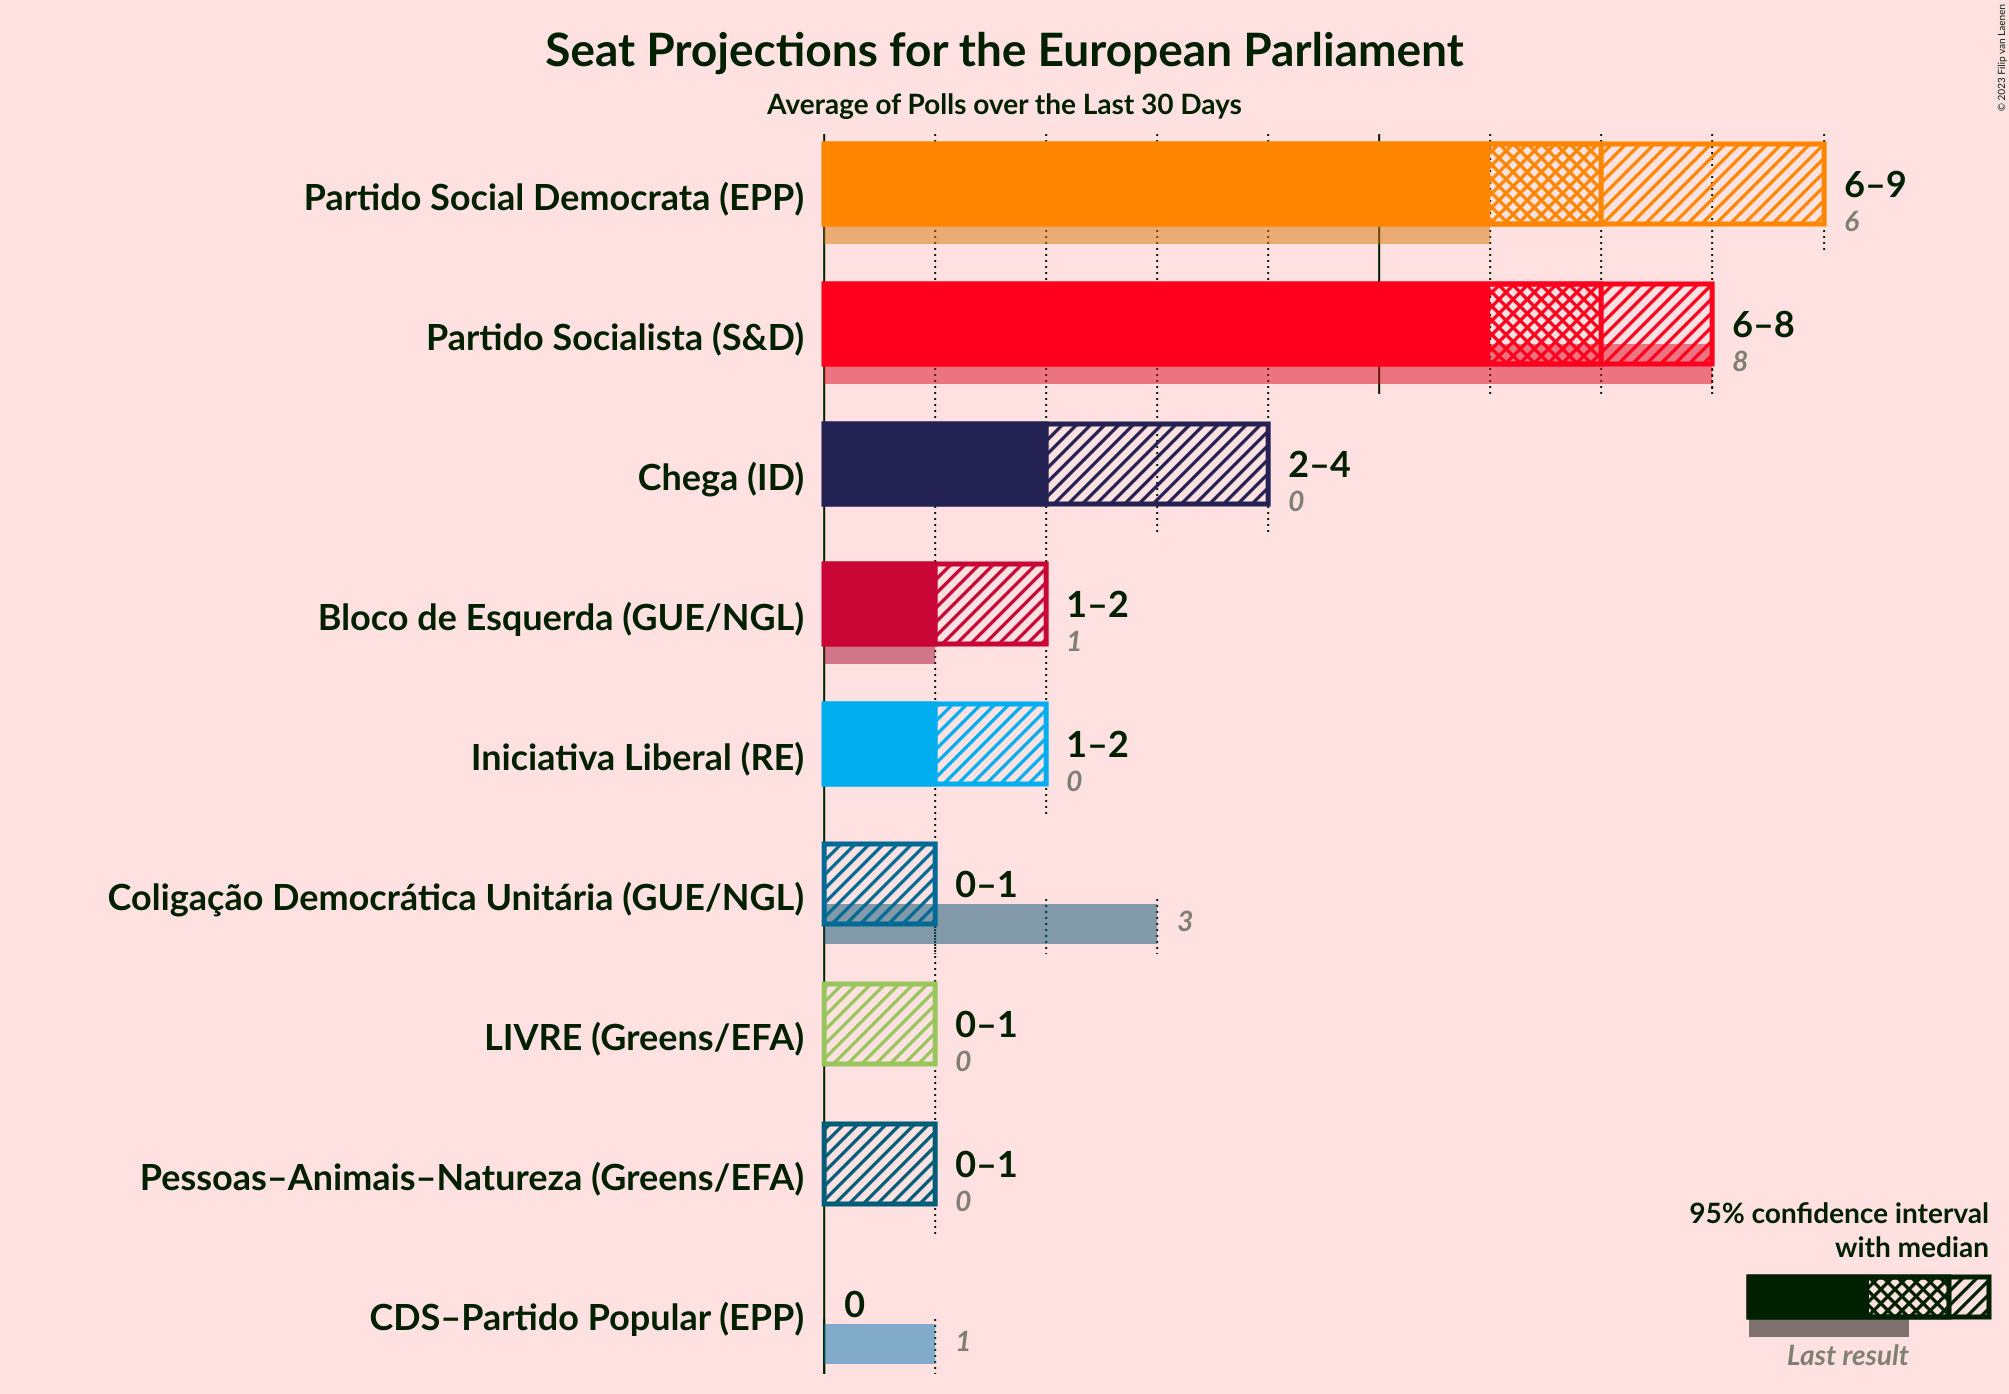 Seat Projections for the European Parliament
Average of Polls over the Last 30 Days
© 2023 Filip van Laenen
Partido Social Democrata (EPP)
6–9
6
Partido Socialista (S&D)
6–8
8
Chega (ID)
2–4
0
Bloco de Esquerda (GUE/NGL)
1–2
1
Iniciativa Liberal (RE)
1–2
0
Coligação Democrática Unitária (GUE/NGL)
0–1
3
LIVRE (Greens/EFA)
0–1
0
Pessoas–Animais–Natureza (Greens/EFA)
0–1
0
CDS–Partido Popular (EPP)
0
1
95% confidence interval
with median
Last result